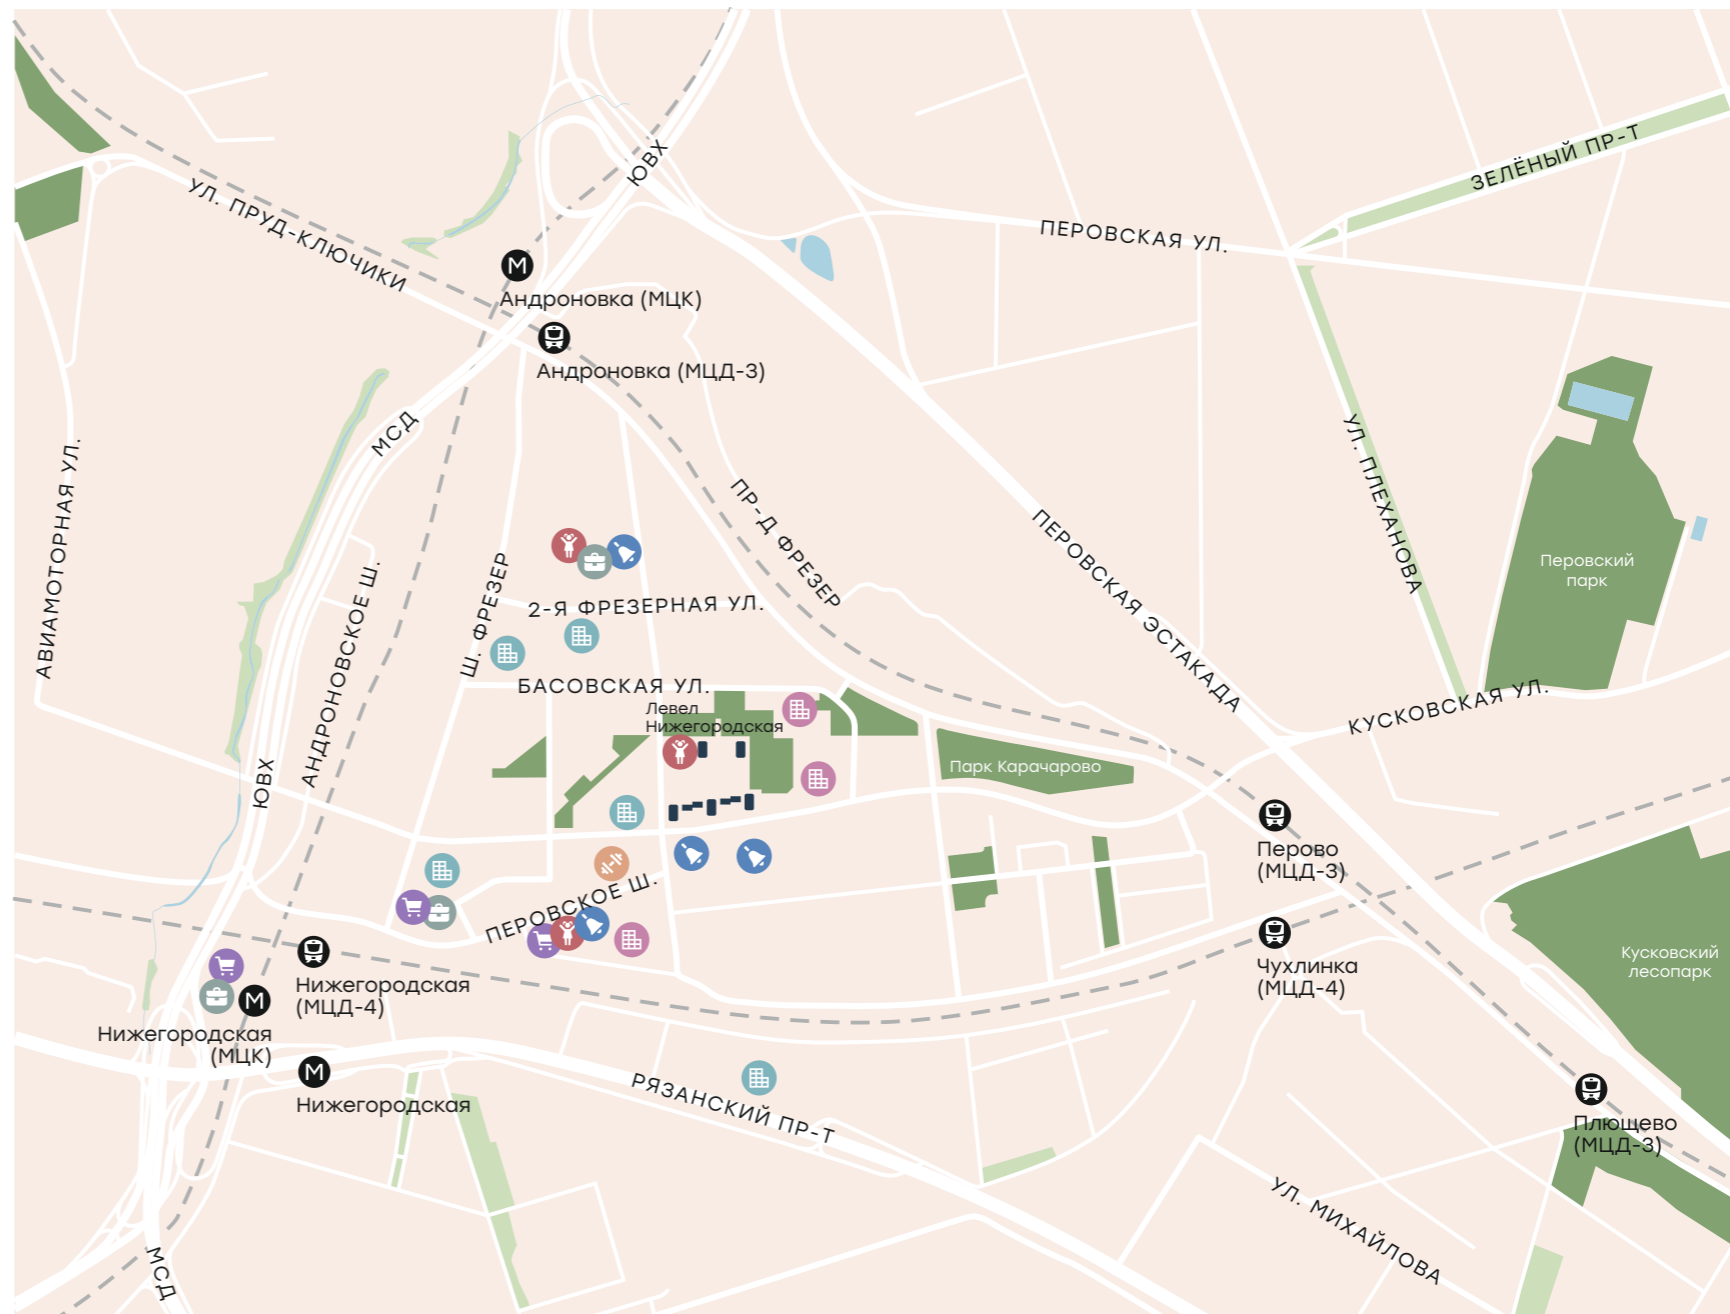 ЮВХ
ЗЕЛЁНЫЙ ПР-Т
УЛ. ПРУД-КЛЮЧИКИ
ПЕРОВСКАЯ УЛ.
М
Андроновка (МЦК)
Андроновка (МЦД-3)
МСД
АВИАМОТОРНАЯ УЛ.
УЛ. ПЛЕХАНОВА
ПР-Д ФРЕЗЕР
ПЕРОВСКАЯ ЭСТАКАДА
Перовский
парк
АНДРОНОВСКОЕ Ш.
Ш. ФРЕЗЕР
2-Я ФРЕЗЕРНАЯ УЛ.
БАСОВСКАЯ УЛ.
Левел
Нижегородская
КУСКОВСКАЯ УЛ.
ЮВХ
Парк Карачарово
Перово
(МЦД-3)
ПЕРОВСКОЕ Ш.
Кусковский
лесопарк
Чухлинка
(МЦД-4)
Нижегородская
(МЦД-4)
М
Нижегородская
(МЦК)
М
Нижегородская
РЯЗАНСКИЙ ПР-Т
Плющево
(МЦД-3)
УЛ. МИХАЙЛОВА
МСД